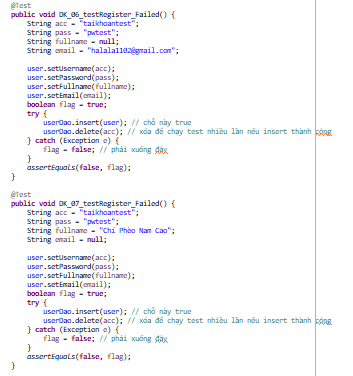 @Test
public void DK_06_testRegister_Failed() {
String acc = "taikhoantest";
String pass = "pwtest";
String fullname = null;
String email = "halala1102@gmail.com";
user.setUsername(acc);
user.setPassword(pass);
user.setFullname(fullname);
user.setEmail(email);
boolean flag = true;
try {
userDao.insert(user); // chỗ này true
userDao.delete(acc); // xóa để chạy test nhiều lần nếu insert thành công
} catch (Exception e) {
flag = false; // phải xuống đây
}
assertEquals(false, flag);
}
@Test
public void DK_07_testRegister_Failed() {
String acc = "taikhoantest";
String pass = "pwtest";
String fullname = "Chí Phèo Nam Cao";
String email = null;
user.setUsername(acc);
user.setPassword(pass);
user.setFullname(fullname);
user.setEmail(email);
boolean flag = true;
try {
userDao.insert(user); // chỗ này true
userDao.delete(acc); // xóa để chạy test nhiều lần nếu insert thành công
} catch (Exception e) {
flag = false; // phải xuống đây
}
assertEquals(false, flag);
}